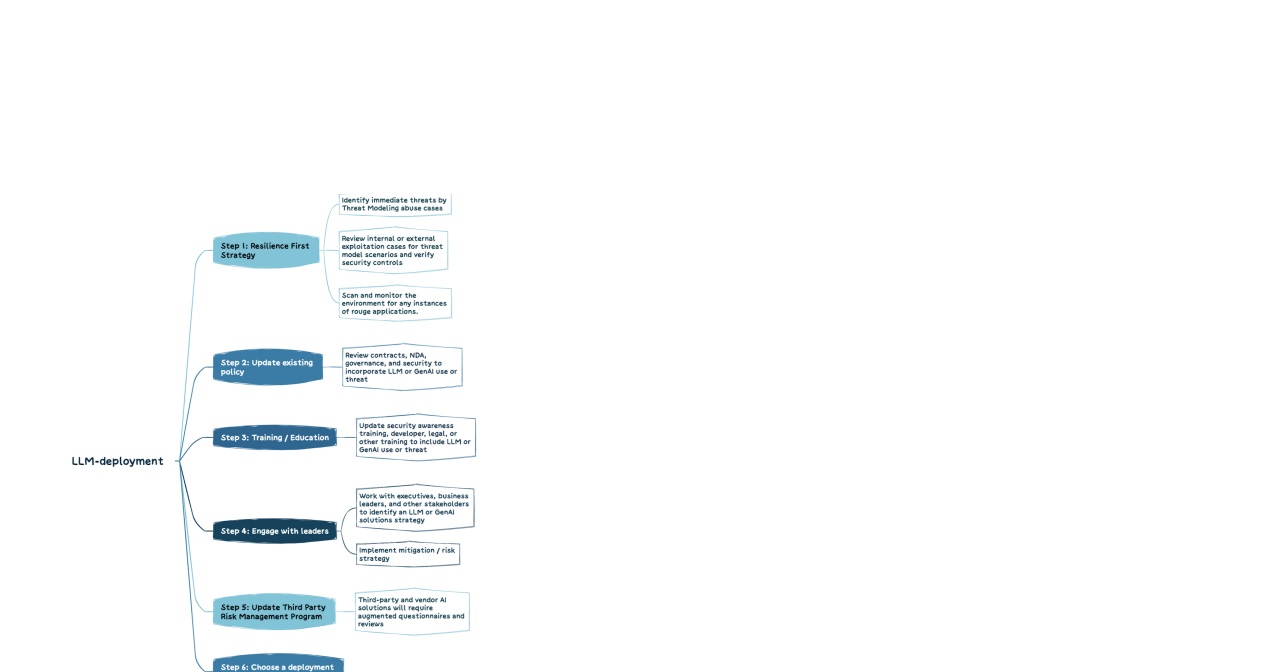 Identify immediate threats by
Threat Modeling abuse cases
Step 1: Resilience First
Strategy
Review internal or external
exploitation cases for threat
model scenarios and verify
security controls
Scan and monitor the
environment for any instances
of rouge applications.
Step 2: Update existing
policy
Review contracts, NDA,
governance, and security to
incorporate LLM or GenAI use or
threat
Step 3: Training / Education
Update security awareness
training, developer, legal, or
other training to include LLM or
GenAI use or threat
LLM-deployment
Step 4: Engage with leaders
Work with executives, business
leaders, and other stakeholders
to identify an LLM or GenAI
solutions strategy
Implement mitigation / risk
strategy
Step 5: Update Third Party
Risk Management Program
Third-party and vendor AI
solutions will require
augmented questionnaires and
reviews
Step 6: Choose a deployment